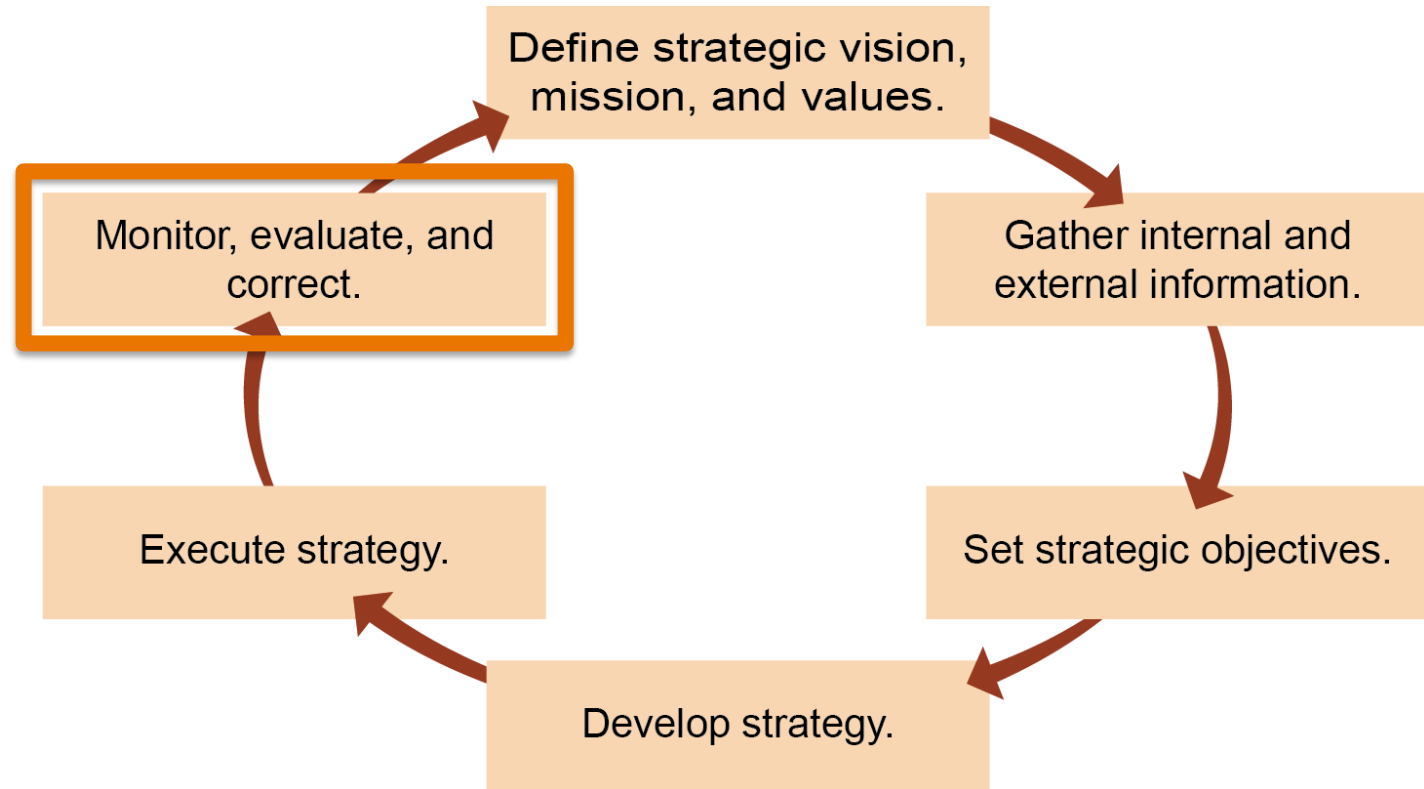 Define strategic vision,
mission, and values.
Gather internal and
external information.
Set strategic objectives.
Develop strategy.
Execute strategy.
Monitor, evaluate, and
correct.